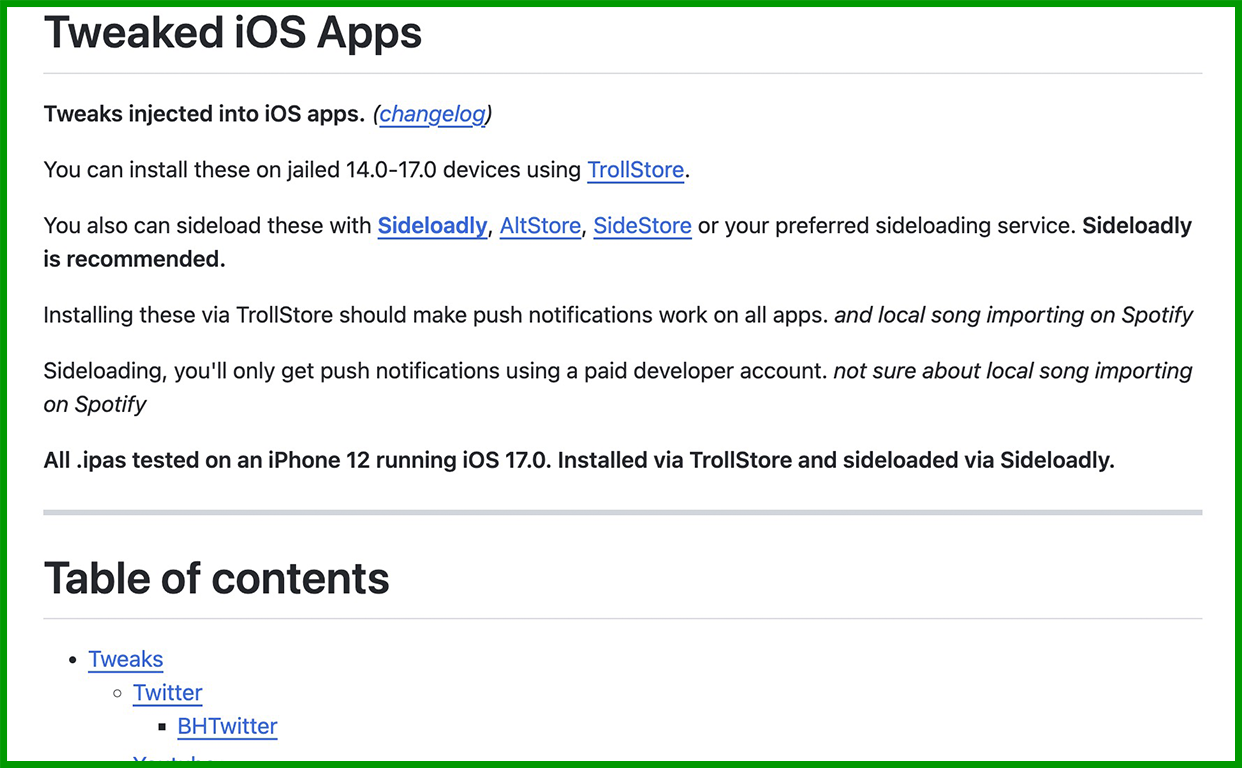 Tweaked iOS Apps
Tweaks injected into iOS apps. (changelog)
You can install these on jailed 14.0-17.0 devices using TrollStore.
You also can sideload these with Sideloadly, AltStore, SideStore or your preferred sideloading service. Sideloadly
is recommended.
Installing these via TrollStore should make push notifications work on all apps. and local song importing on Spotify
Sideloading, you'll only get push notifications using a paid developer account. not sure about local song importing
on Spotify
All .ipas tested on an iPhone 12 running iOS 17.0. Installed via TrollStore and sideloaded via Sideloadly.
Table of contents
Tweaks
Twitter
BHTwitter
Youtube